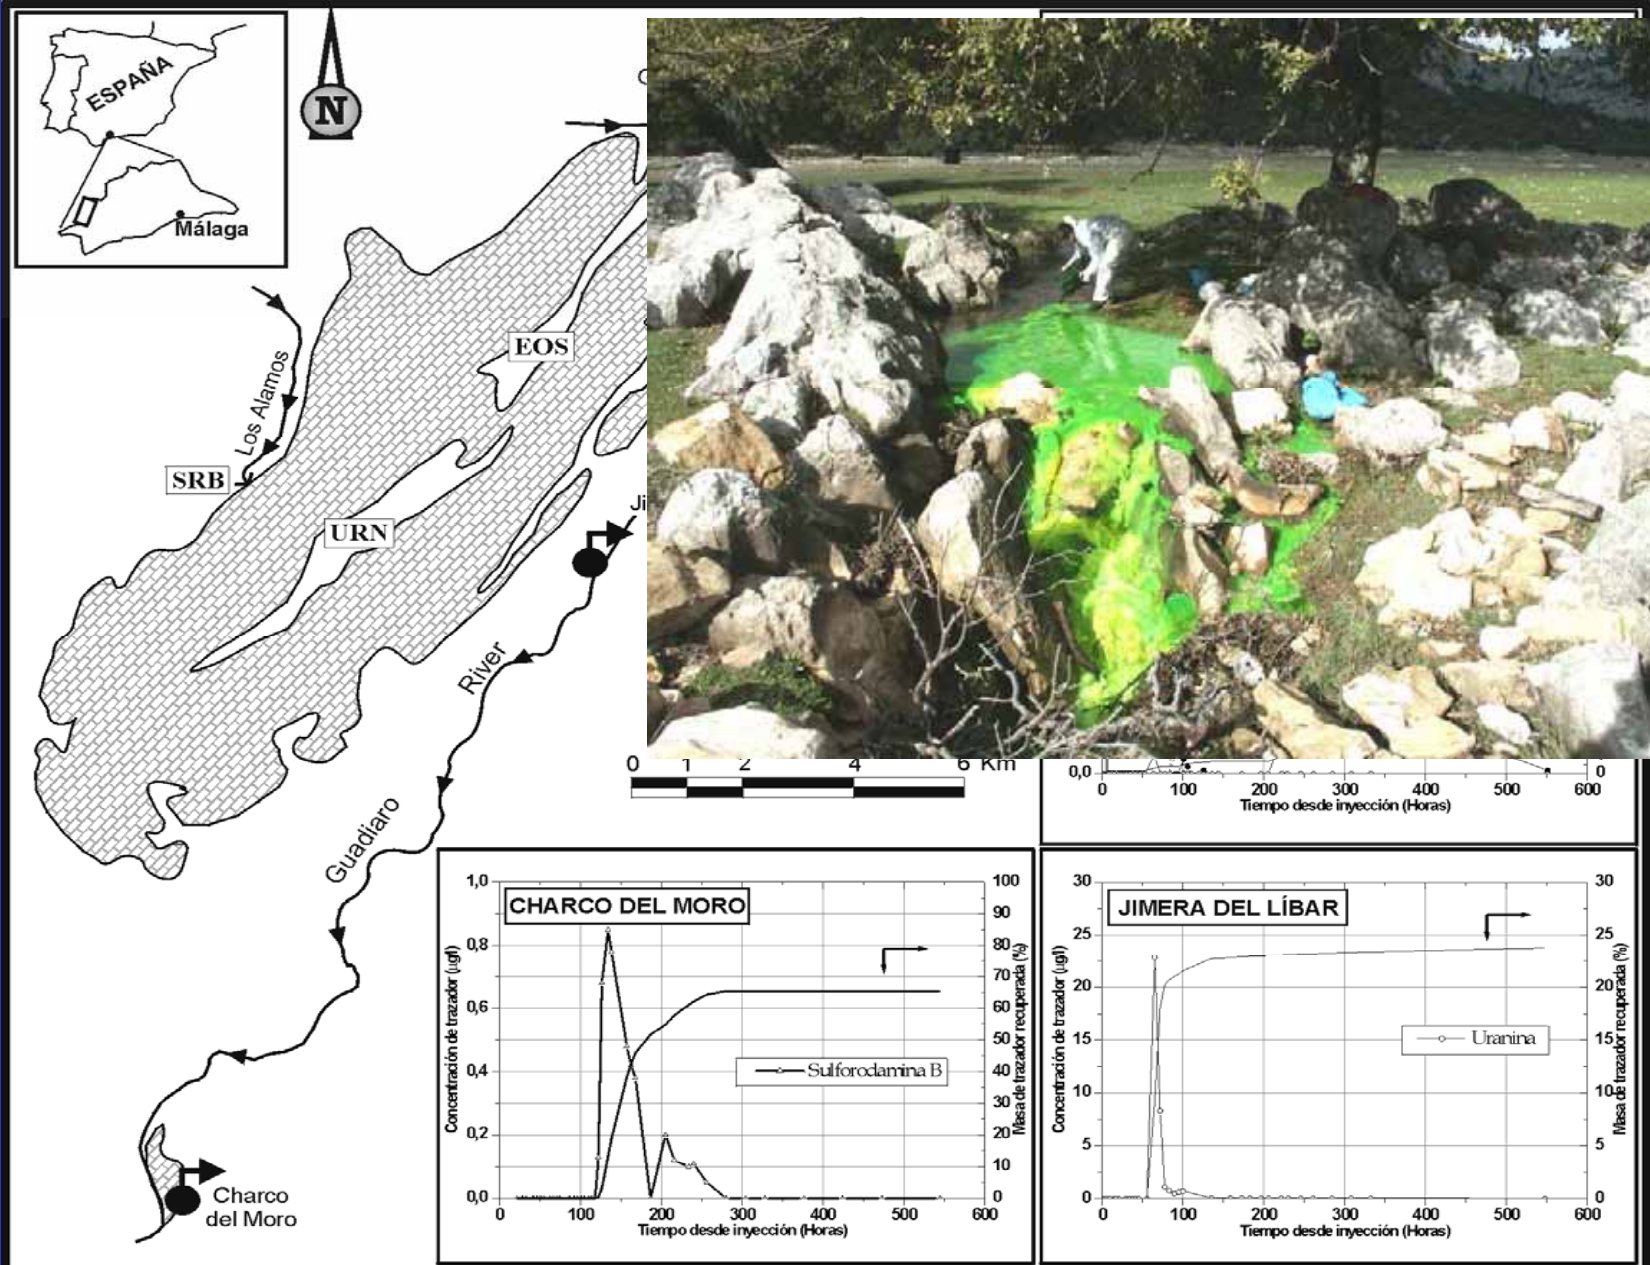 ESPAÑA
Málaga
N
EOS
Los Alamos
SRB
URN
River
Guadiaro
Charco
del Moro
0 1 2 4 6 Km
0,0
0
0 100 200 300 400 500 600
Tiempo desde inyección (Horas)
CHARCO DEL MORO
Concentración de trazador (µg/l)
1,0
0,8
0,6
0,4
0,2
0,0
Masa de trazador recuperada (%)
100
90
80
70
60
50
40
30
20
10
0
Sulforodamina B
0 100 200 300 400 500 600
Tiempo desde inyección (Horas)
JIMERA DEL LÍBAR
Concentración de trazador (µg/l)
30
25
20
15
10
5
0
Masa de trazador recuperada (%)
30
25
20
15
10
5
0
Uranina
0 100 200 300 400 500 600
Tiempo desde inyección (Horas)